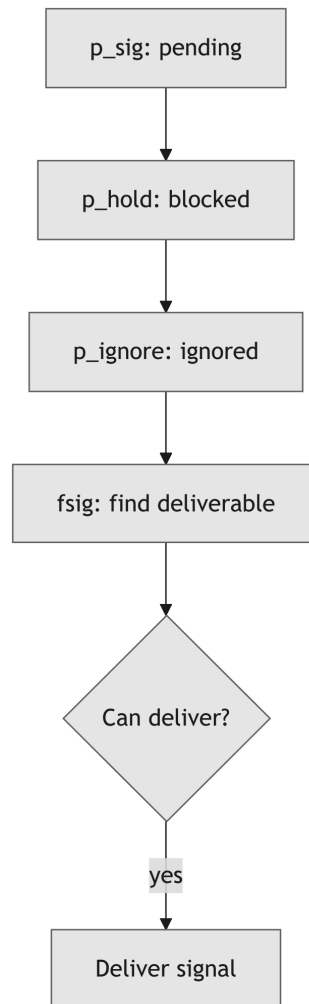 p_sig: pending
p_hold: blocked
p_ignore: ignored
fsig: find deliverable
Can deliver?
yes
Deliver signal